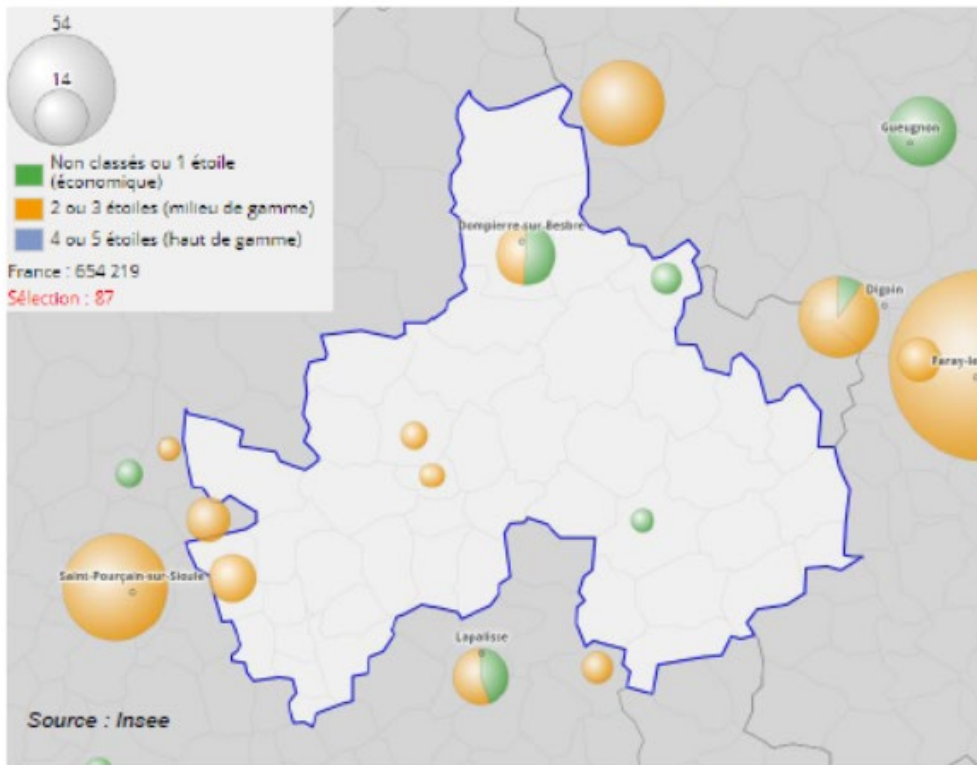 54
14
Non classés ou 1 étoile
(économique)
2 ou 3 étoiles (milieu de gamme)
4 ou 5 étoiles (haut de gamme)
France : 654 219
Sélection : 87
Gueugnon
Dompierre-sur-Besbre
Digoin
Paray-le
Saint-Pourçain-sur-Sioule
Lapalisse
Source : Insee